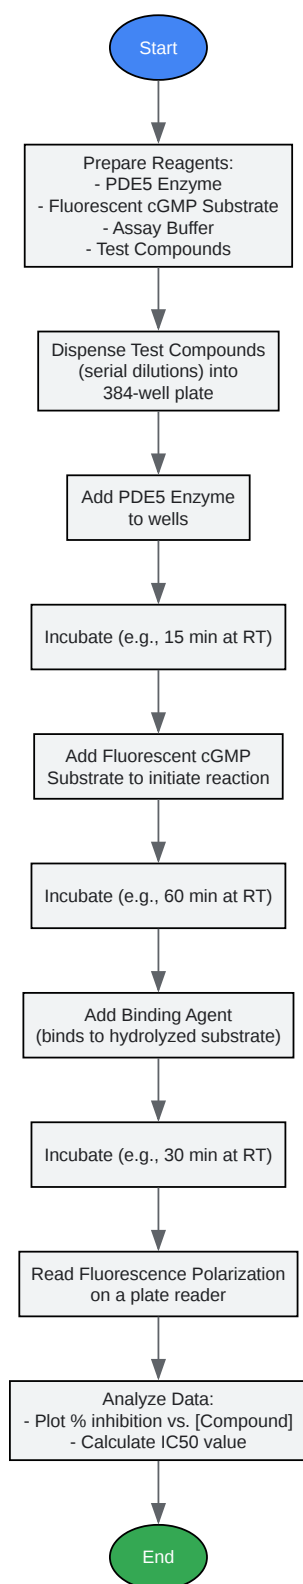 Start
Prepare Reagents:
- PDE5 Enzyme
- Fluorescent cGMP Substrate
- Assay Buffer
- Test Compounds
Dispense Test Compounds
(serial dilutions) into
384-well plate
Add PDE5 Enzyme
to wells
Incubate (e.g., 15 min at RT)
Add Fluorescent cGMP
Substrate to initiate reaction
Incubate (e.g., 60 min at RT)
Add Binding Agent
(binds to hydrolyzed substrate)
Incubate (e.g., 30 min at RT)
Read Fluorescence Polarization
on a plate reader
Analyze Data:
- Plot % inhibition vs. [Compound]
- Calculate IC50 value
End